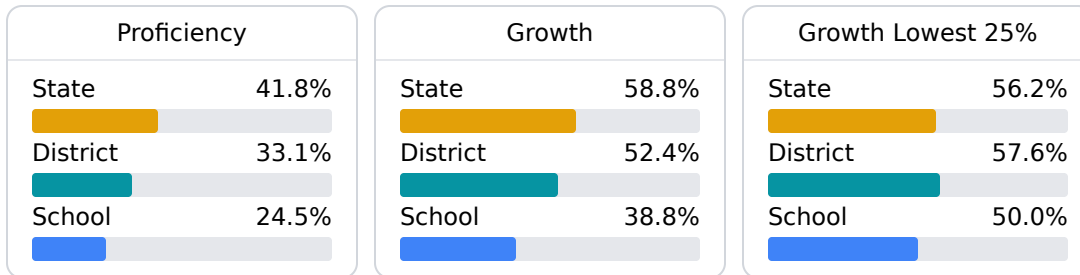 Proficiency
State 41.8%
District 33.1%
School 24.5%
Growth
State 58.8%
District 52.4%
School 38.8%
Growth Lowest 25%
State 56.2%
District 57.6%
School 50.0%